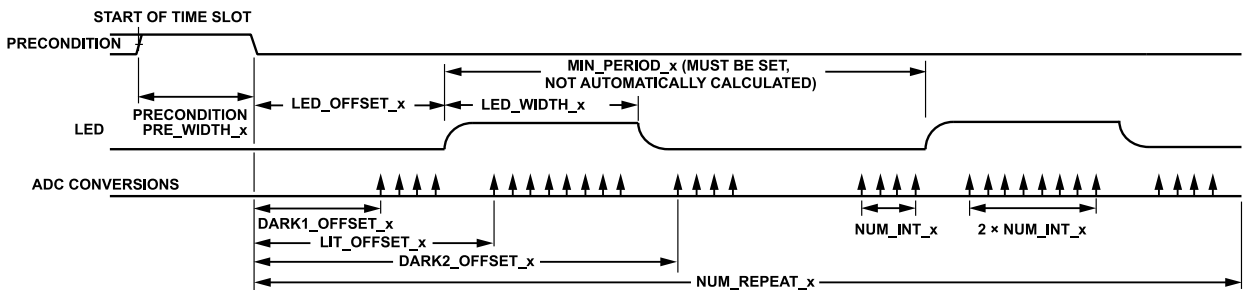 START OF TIME SLOT
PRECONDITION
MIN_PERIOD_x (MUST BE SET,
NOT AUTOMATICALLY CALCULATED)
LED_OFFSET_x
LED_WIDTH_x
PRECONDITION
PRE_WIDTH_x
LED
ADC CONVERSIONS
DARK1_OFFSET_x
LIT_OFFSET_x
DARK2_OFFSET_x
NUM_INT_x
2 × NUM_INT_x
NUM_REPEAT_x